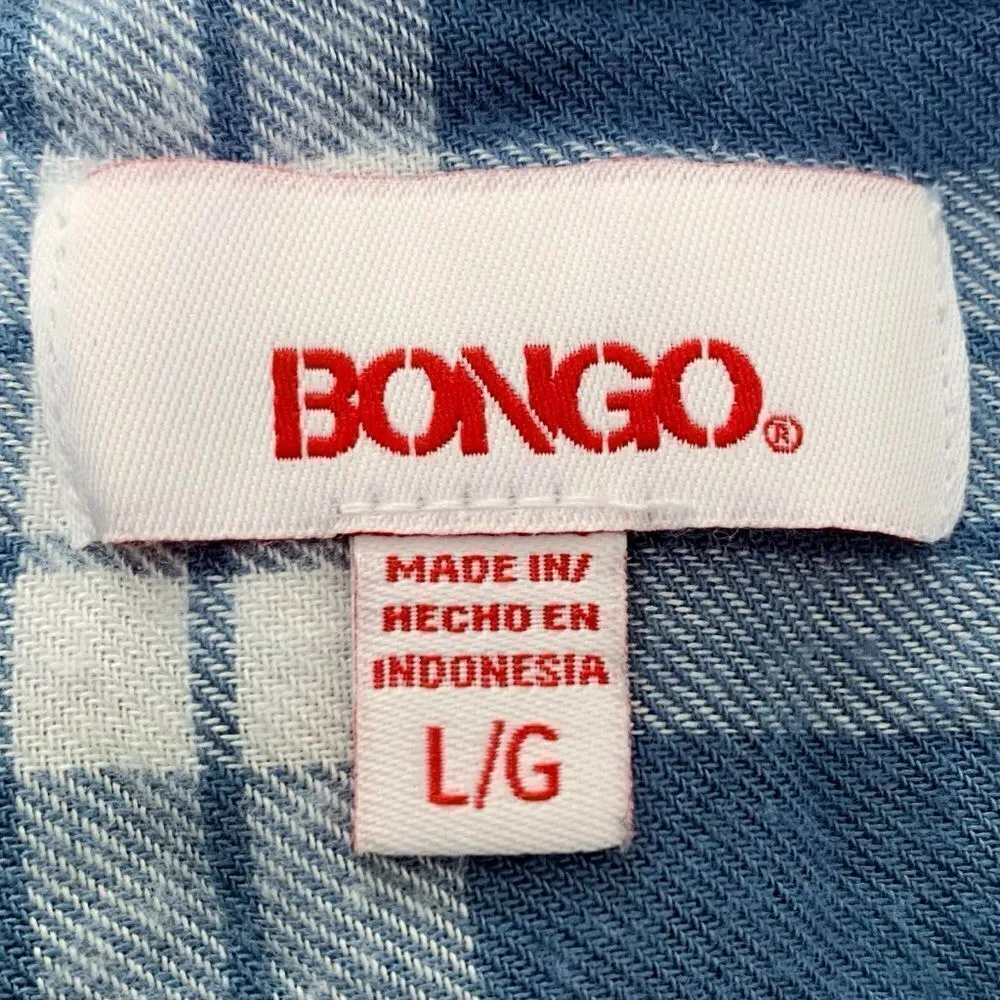 BONGO®
MADE IN/
HECHO EN
INDONESIA
L/G